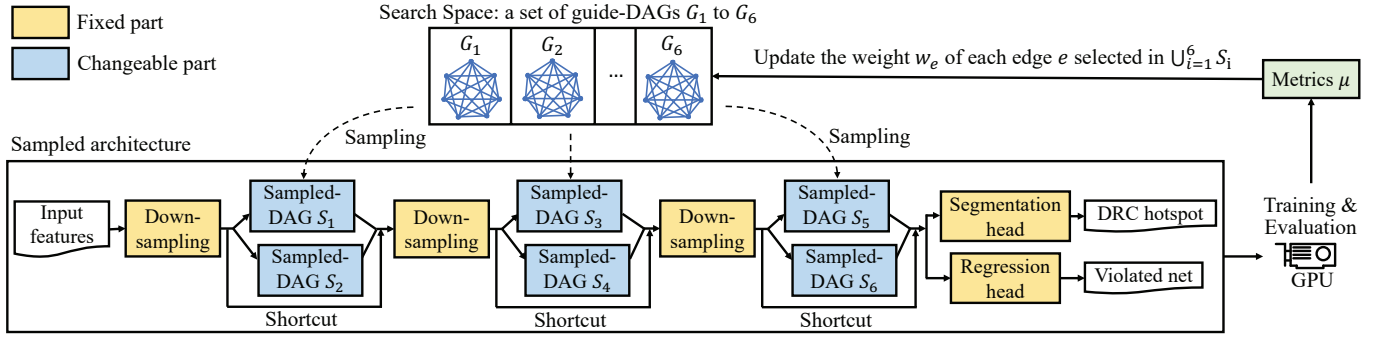 Fixed part
Changeable part
Search Space: a set of guide-DAGs G₁ to G₆
G₁
G₂
...
G₆
Update the weight wₑ of each edge e selected in ⋃⁶ᵢ₌₁ Sᵢ
Metrics μ
Sampling
Sampling
Sampled architecture
Input
features
Down-
sampling
Sampled-
DAG S₁
Sampled-
DAG S₂
Shortcut
Down-
sampling
Sampled-
DAG S₃
Sampled-
DAG S₄
Shortcut
Down-
sampling
Sampled-
DAG S₅
Sampled-
DAG S₆
Shortcut
Segmentation
head
DRC hotspot
Regression
head
Violated net
Training &
Evaluation
GPU